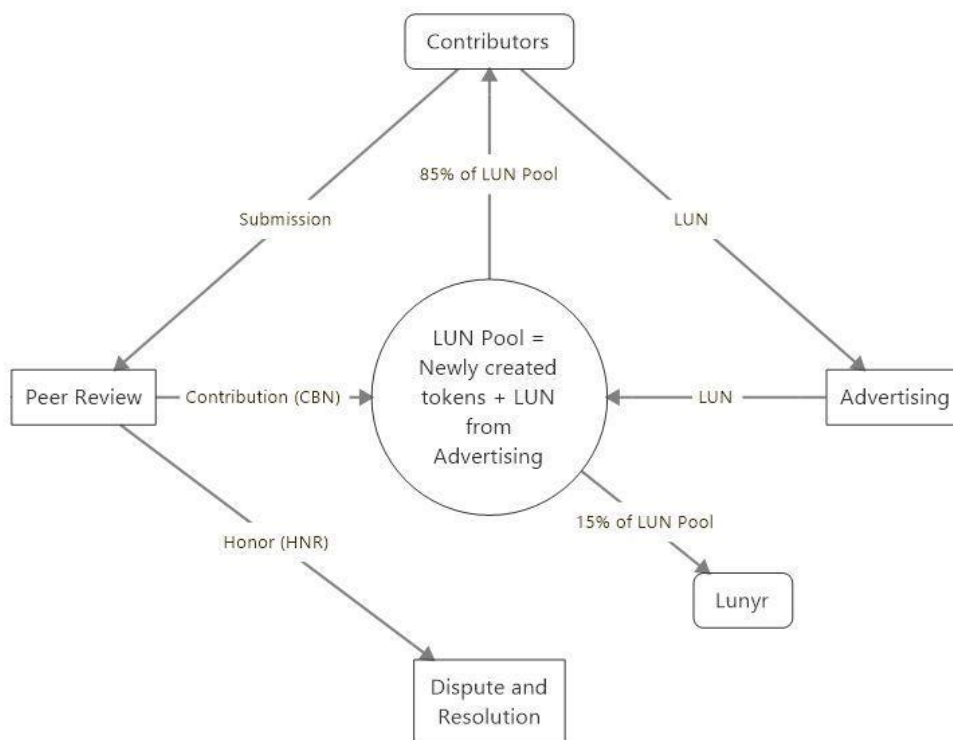 Contributors
85% of LUN Pool
Submission
LUN
LUN Pool =
Newly created
tokens + LUN
from
Advertising
Peer Review
Contribution (CBN)
LUN
Advertising
15% of LUN Pool
Honor (HNR)
Lunyr
Dispute and
Resolution